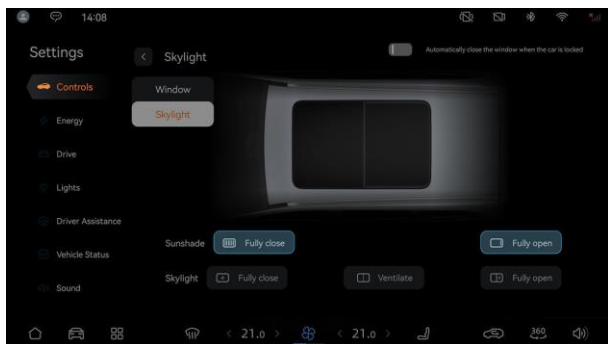 14:08
Settings
Skylight
Automatically close the window when the car is locked
Controls
Window
Skylight
Energy
Drive
Lights
Driver Assistance
Sunshade
Fully close
Fully open
Vehicle Status
Skylight
Fully close
Ventilate
Fully open
Sound
< 21.0 >
< 21.0 >
360